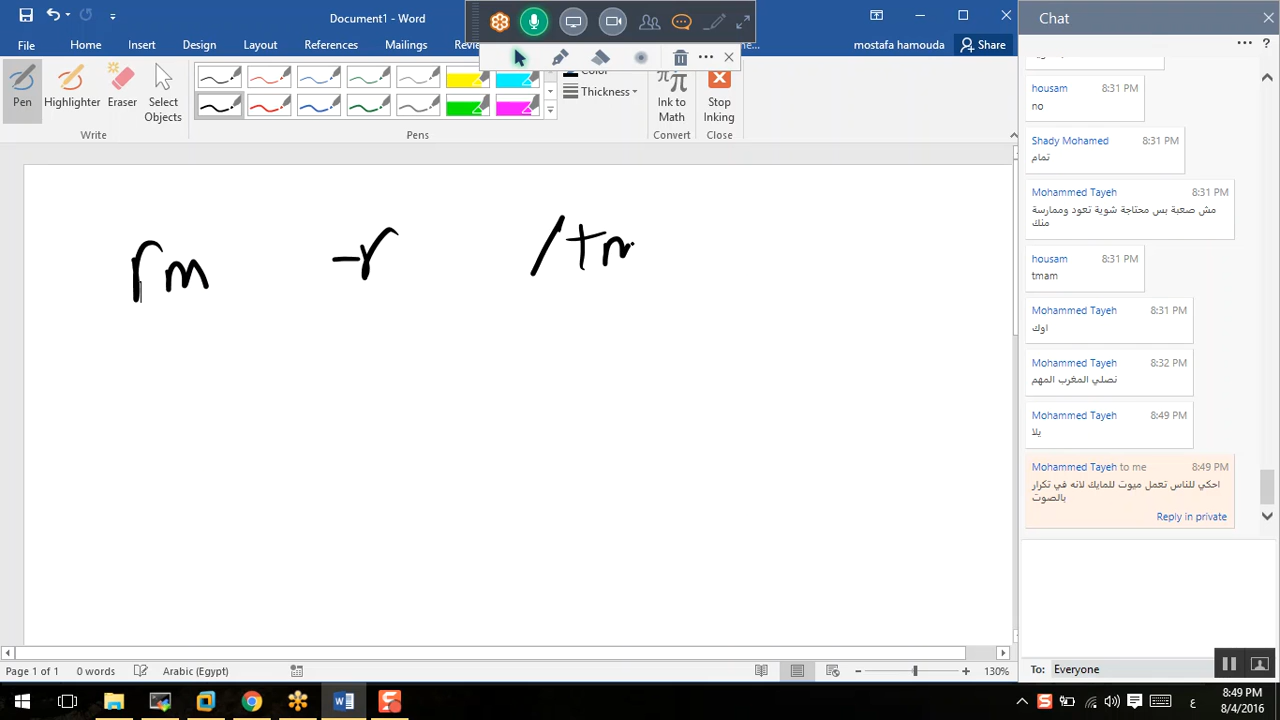 Document1 - Word
mostafa hamouda
Share
File
Home
Insert
Design
Layout
References
Mailings
Pen
Highlighter
Eraser
Select
Objects
Write
Color
Thickness
Pens
Ink to
Math
Convert
Stop
Inking
Close
rm -r /tm
Chat
housam 8:31 PM
no
Shady Mohamed 8:31 PM
تمام
Mohammed Tayeh 8:31 PM
مش صعبة بس محتاجة شوية تعود وممارسة
منك
housam 8:31 PM
tmam
Mohammed Tayeh 8:31 PM
اوك
Mohammed Tayeh 8:32 PM
نصلي المغرب المهم
Mohammed Tayeh 8:49 PM
يلا
Mohammed Tayeh to me 8:49 PM
احكي للناس تعمل ميوت للمايك لانه في تكرار
بالصوت
Reply in private
To: Everyone
Page 1 of 1 0 words Arabic (Egypt) 130%
8:49 PM
8/4/2016